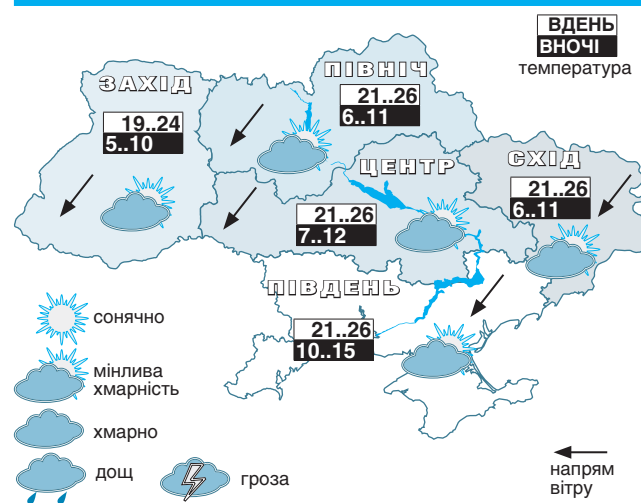 ВДЕНЬ
ВНОЧІ
температура
ПІВНІЧ
21..26
6..11
ЗАХІД
19..24
5..10
ЦЕНТР
21..26
7..12
СХІД
21..26
6..11
ПІВДЕНЬ
21..26
10..15
сонячно
мінлива
хмарність
хмарно
дощ
гроза
напрям
вітру